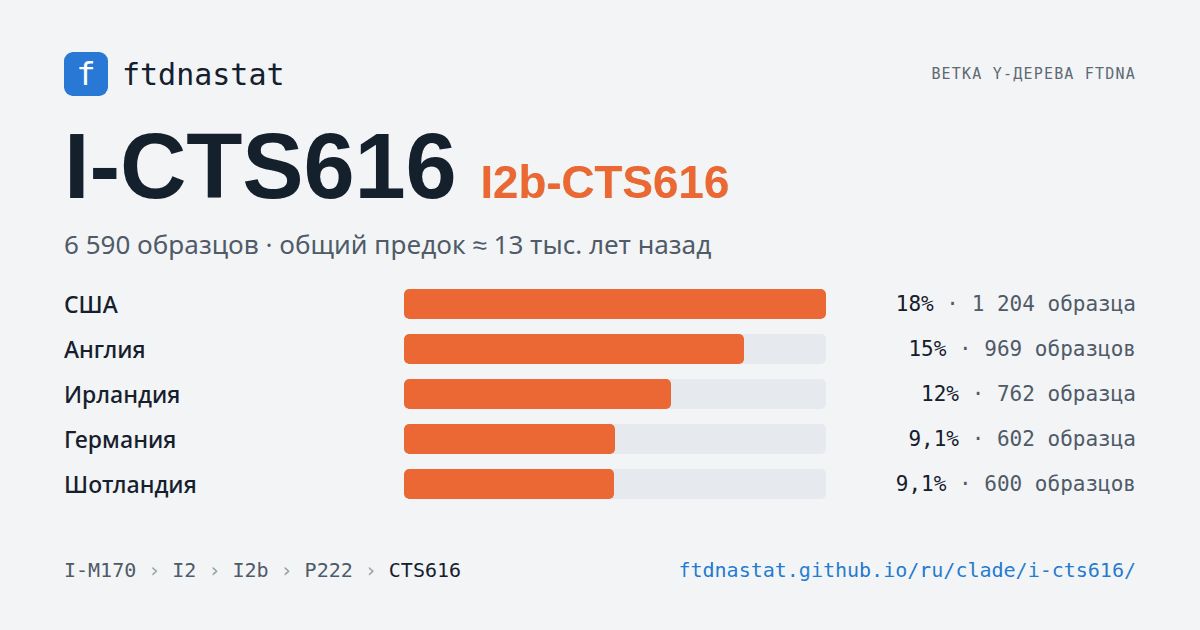 f ftdnastat
ВЕТКА Y-ДЕРЕВА FTDNA
I-CTS616 I2b-CTS616
6 590 образцов · общий предок ≈ 13 тыс. лет назад
США 18% · 1 204 образца
Англия 15% · 969 образцов
Ирландия 12% · 762 образца
Германия 9,1% · 602 образца
Шотландия 9,1% · 600 образцов
I-M170 › I2 › I2b › P222 › CTS616
ftdnastat.github.io/ru/clade/i-cts616/